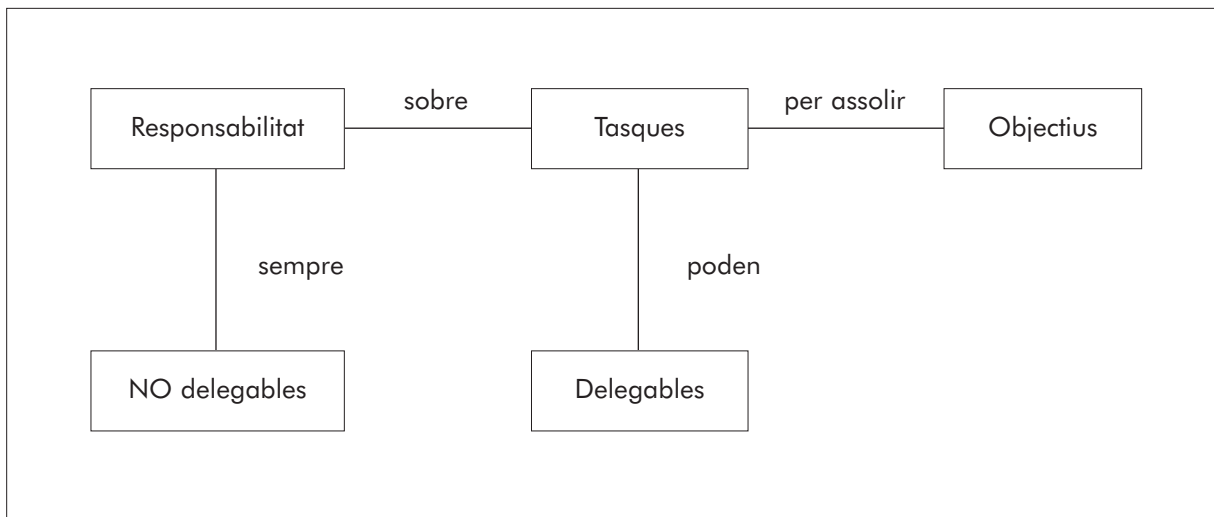 Responsabilitat
sobre
Tasques
per assolir
Objectius
sempre
poden
NO delegables
Delegables